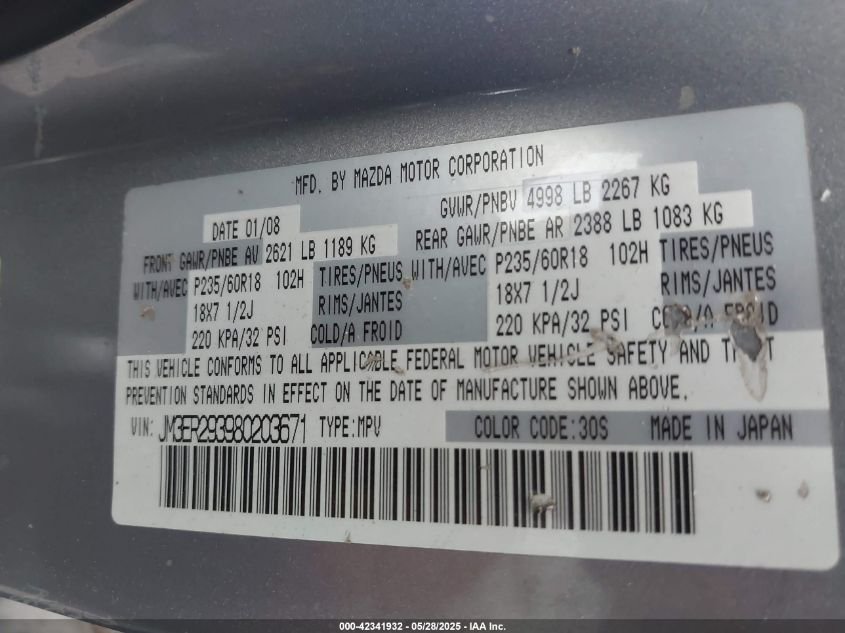 MFD. BY MAZDA MOTOR CORPORATION
DATE 01/08 GVWR/PNBV 4998 LB 2267 KG
FRONT GAWR/PNBE AV 2621 LB 1189 KG REAR GAWR/PNBE AR 2388 LB 1083 KG
WITH/AVEC P235/60R18 102H TIRES/PNEUS WITH/AVEC P235/60R18 102H TIRES/PNEUS
18X7 1/2J RIMS/JANTES 18X7 1/2J RIMS/JANTES
220 KPA/32 PSI COLD/A FROID 220 KPA/32 PSI COLD/A FROID
THIS VEHICLE CONFORMS TO ALL APPLICABLE FEDERAL MOTOR VEHICLE SAFETY AND THEFT
PREVENTION STANDARDS IN EFFECT ON THE DATE OF MANUFACTURE SHOWN ABOVE.
VIN: JM3ER293980203671 TYPE:MPV COLOR CODE:30S MADE IN JAPAN
000-42341932 - 05/28/2025 - IAA Inc.